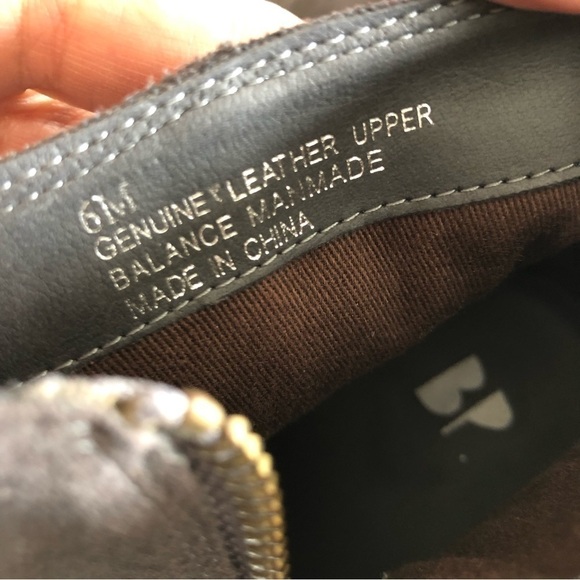 6M
GENUINE LEATHER UPPER
BALANCE MANMADE
MADE IN CHINA
BP.